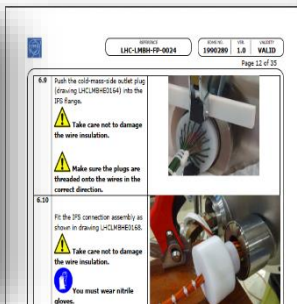 REFERENCE
EDMS NO.
VER.
VALIDITY
LHC-LMBH-FP-0024
1990289
1.0
VALID
Page 12 of 35
6.9
Push the cold-mass-side outlet plug
(drawing LHCLMBHE0164) into the
IFS flange.
Take care not to damage
the wire insulation.
Make sure the plugs are
threaded onto the wires in the
correct direction.
6.10
Fit the IFS connection assembly as
shown in drawing LHCLMBHE0168.
Take care not to damage
the wire insulation.
You must wear nitrile
gloves.